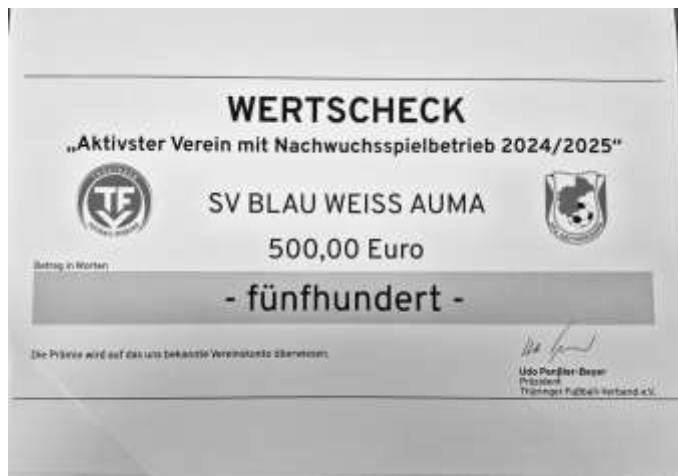 WERTSCHECK
„Aktivster Verein mit Nachwuchsspielbetrieb 2024/2025“
SV BLAU WEISS AUMA
500,00 Euro
Betrag in Worten
- fünfhundert -
Die Prämie wird auf das uns bekannte Vereinskonto überwiesen.
Udo Penßler-Beyer
Präsident
Thüringer Fußball-Verband e.V.